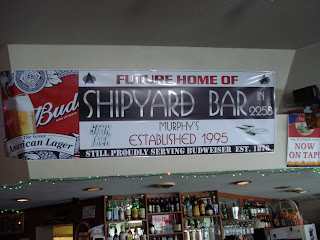 FUTURE HOME OF
SHIPYARD BAR IN 2258
MURPHY'S
ESTABLISHED 1995
STILL PROUDLY SERVING BUDWEISER EST. 1876
Bud
The Great
American Lager
NOW ON
TAP!